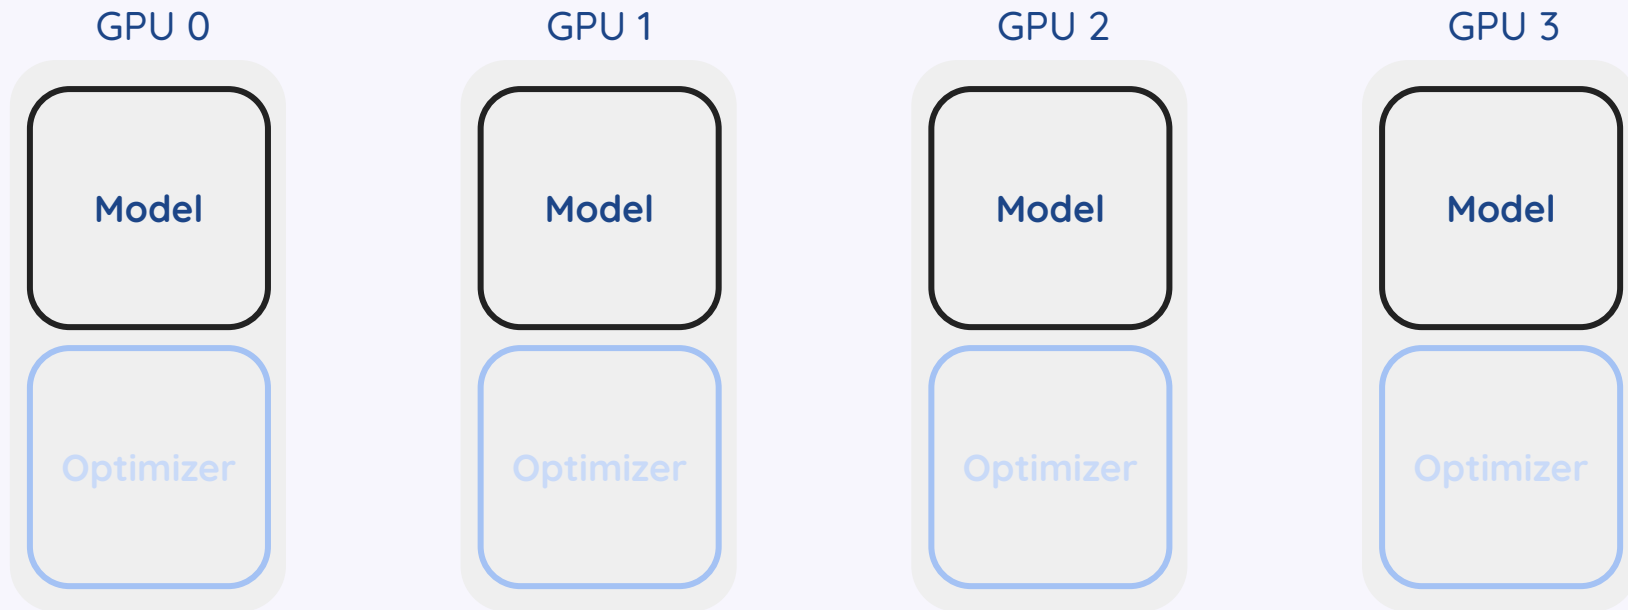 GPU 0 GPU 1 GPU 2 GPU 3
Model Model Model Model
Optimizer Optimizer Optimizer Optimizer